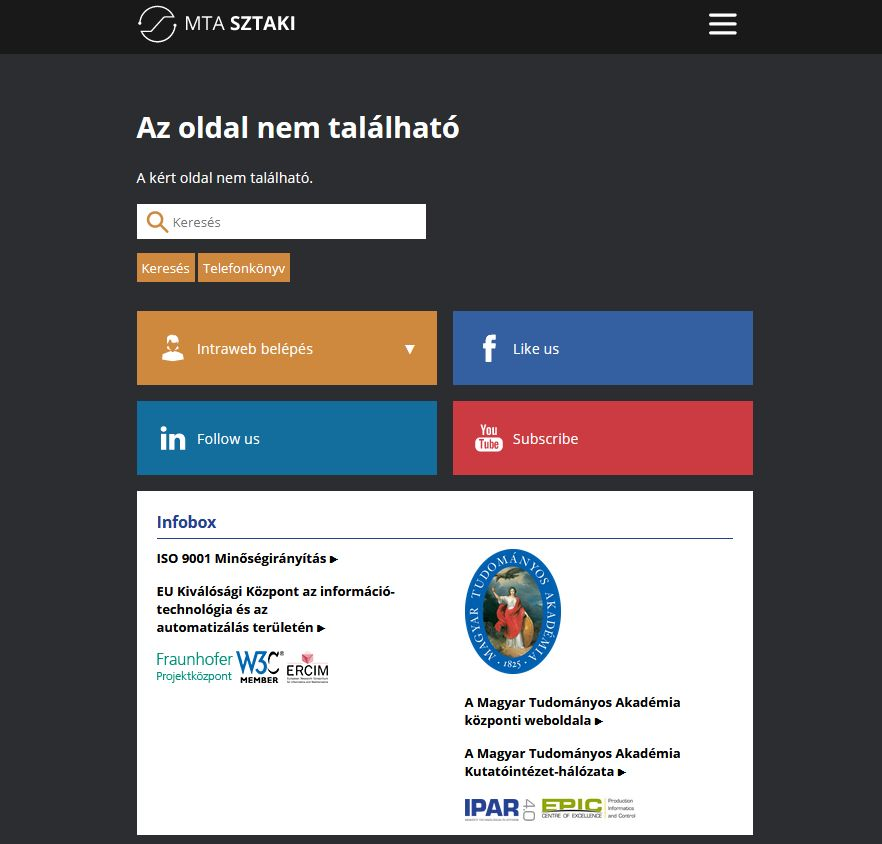 MTA SZTAKI
Az oldal nem található
A kért oldal nem található.
Keresés
Keresés Telefonkönyv
Intraweb belépés ▼
Like us
Follow us
You Tube Subscribe
Infobox
ISO 9001 Minőségirányítás ▶
EU Kiválósági Központ az információ-
technológia és az
automatizálás területén ▶
Fraunhofer
Projektközpont
W3C®
MEMBER
ERCIM
MAGYAR TUDOMÁNYOS AKADÉMIA
· 1825 ·
A Magyar Tudományos Akadémia
központi weboldala ▶
A Magyar Tudományos Akadémia
Kutatóintézet-hálózata ▶
IPAR 4.0
EPIC
CENTRE OF EXCELLENCE
Production
Informatics
and Control